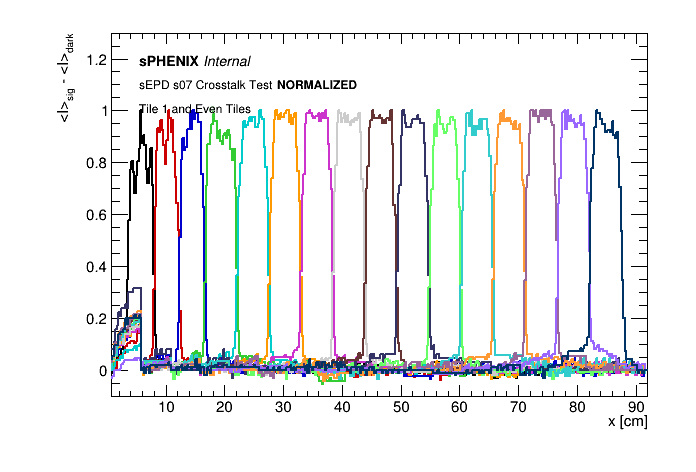 <I>sig - <I>dark
sPHENIX Internal
sEPD s07 Crosstalk Test NORMALIZED
Tile 1 and Even Tiles
1.2
1
0.8
0.6
0.4
0.2
0
10 20 30 40 50 60 70 80 90
x [cm]